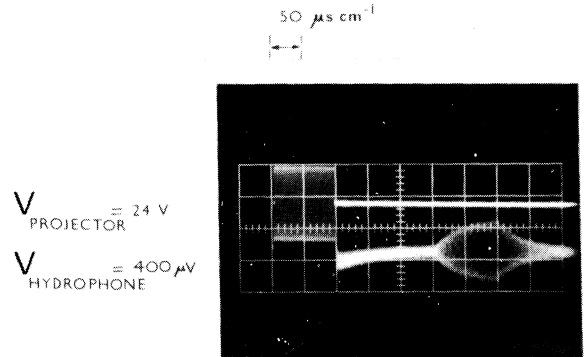 50 μs cm⁻¹
V PROJECTOR = 24 V
V HYDROPHONE = 400 μV